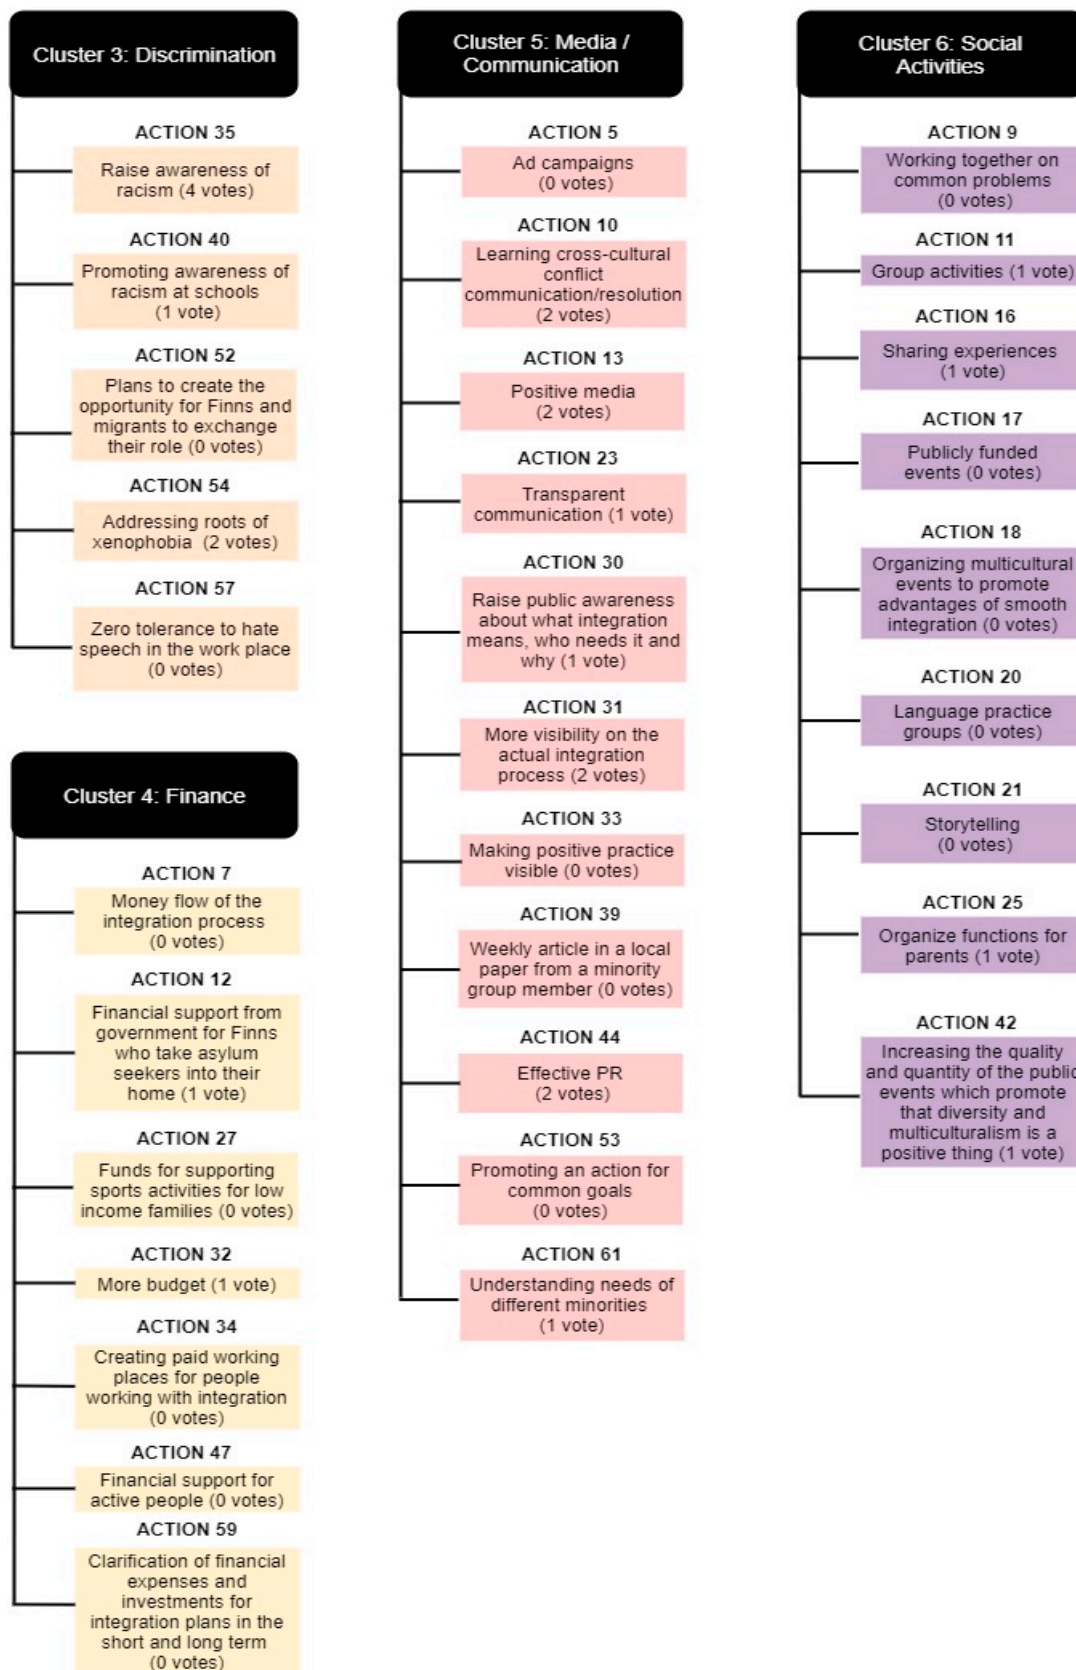 Cluster 3: Discrimination
ACTION 35
Raise awareness of
racism (4 votes)
ACTION 40
Promoting awareness of
racism at schools
(1 vote)
ACTION 52
Plans to create the
opportunity for Finns and
migrants to exchange
their role (0 votes)
ACTION 54
Addressing roots of
xenophobia (2 votes)
ACTION 57
Zero tolerance to hate
speech in the work place
(0 votes)
Cluster 4: Finance
ACTION 7
Money flow of the
integration process
(0 votes)
ACTION 12
Financial support from
government for Finns
who take asylum
seekers into their
home (1 vote)
ACTION 27
Funds for supporting
sports activities for low
income families (0 votes)
ACTION 32
More budget (1 vote)
ACTION 34
Creating paid working
places for people
working with integration
(0 votes)
ACTION 47
Financial support for
active people (0 votes)
ACTION 59
Clarification of financial
expenses and
investments for
integration plans in the
short and long term
(0 votes)
Cluster 5: Media /
Communication
ACTION 5
Ad campaigns
(0 votes)
ACTION 10
Learning cross-cultural
conflict
communication/resolution
(2 votes)
ACTION 13
Positive media
(2 votes)
ACTION 23
Transparent
communication (1 vote)
ACTION 30
Raise public awareness
about what integration
means, who needs it and
why (1 vote)
ACTION 31
More visibility on the
actual integration
process (2 votes)
ACTION 33
Making positive practice
visible (0 votes)
ACTION 39
Weekly article in a local
paper from a minority
group member (0 votes)
ACTION 44
Effective PR
(2 votes)
ACTION 53
Promoting an action for
common goals
(0 votes)
ACTION 61
Understanding needs of
different minorities
(1 vote)
Cluster 6: Social
Activities
ACTION 9
Working together on
common problems
(0 votes)
ACTION 11
Group activities (1 vote)
ACTION 16
Sharing experiences
(1 vote)
ACTION 17
Publicly funded
events (0 votes)
ACTION 18
Organizing multicultural
events to promote
advantages of smooth
integration (0 votes)
ACTION 20
Language practice
groups (0 votes)
ACTION 21
Storytelling
(0 votes)
ACTION 25
Organize functions for
parents (1 vote)
ACTION 42
Increasing the quality
and quantity of the public
events which promote
that diversity and
multiculturalism is a
positive thing (1 vote)